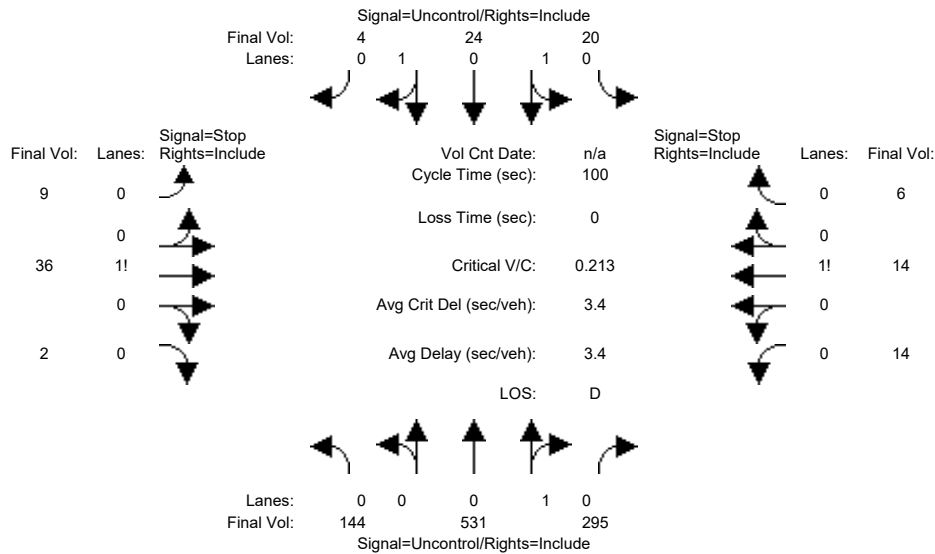 Signal=Uncontrol/Rights=Include
Final Vol: 4 24 20
Lanes: 0 1 0 1 0
Signal=Stop Signal=Stop
Final Vol: Lanes: Rights=Include Vol Cnt Date: n/a Rights=Include Lanes: Final Vol:
Cycle Time (sec): 100
9 0 0 6
Loss Time (sec): 0
0 0
36 1! Critical V/C: 0.213 1! 14
0 Avg Crit Del (sec/veh): 3.4 0
2 0 Avg Delay (sec/veh): 3.4 0 14
LOS: D
Lanes: 0 0 0 1 0
Final Vol: 144 531 295
Signal=Uncontrol/Rights=Include